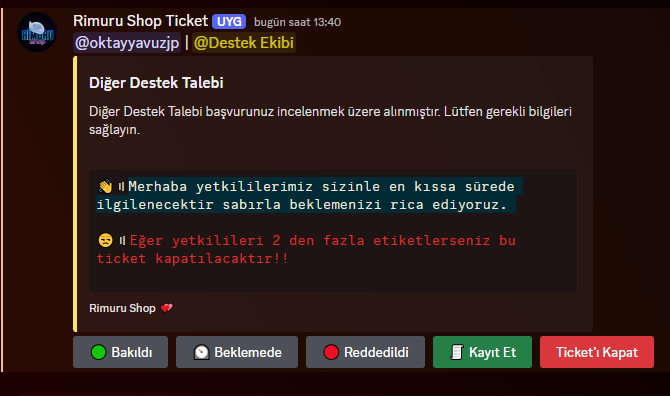 Rimuru Shop Ticket UYG bugün saat 13:40
@oktayyavuzjp | @Destek Ekibi
Diğer Destek Talebi
Diğer Destek Talebi başvurunuz incelenmek üzere alınmıştır. Lütfen gerekli bilgileri
sağlayın.
👋 〢Merhaba yetkililerimiz sizinle en kıssa sürede
ilgilenecektir sabırla beklemenizi rica ediyoruz.
😒 〢Eğer yetkilileri 2 den fazla etiketlerseniz bu
ticket kapatılacaktır!!
Rimuru Shop 💝
Bakıldı Beklemede Reddedildi Kayıt Et Ticket'ı Kapat